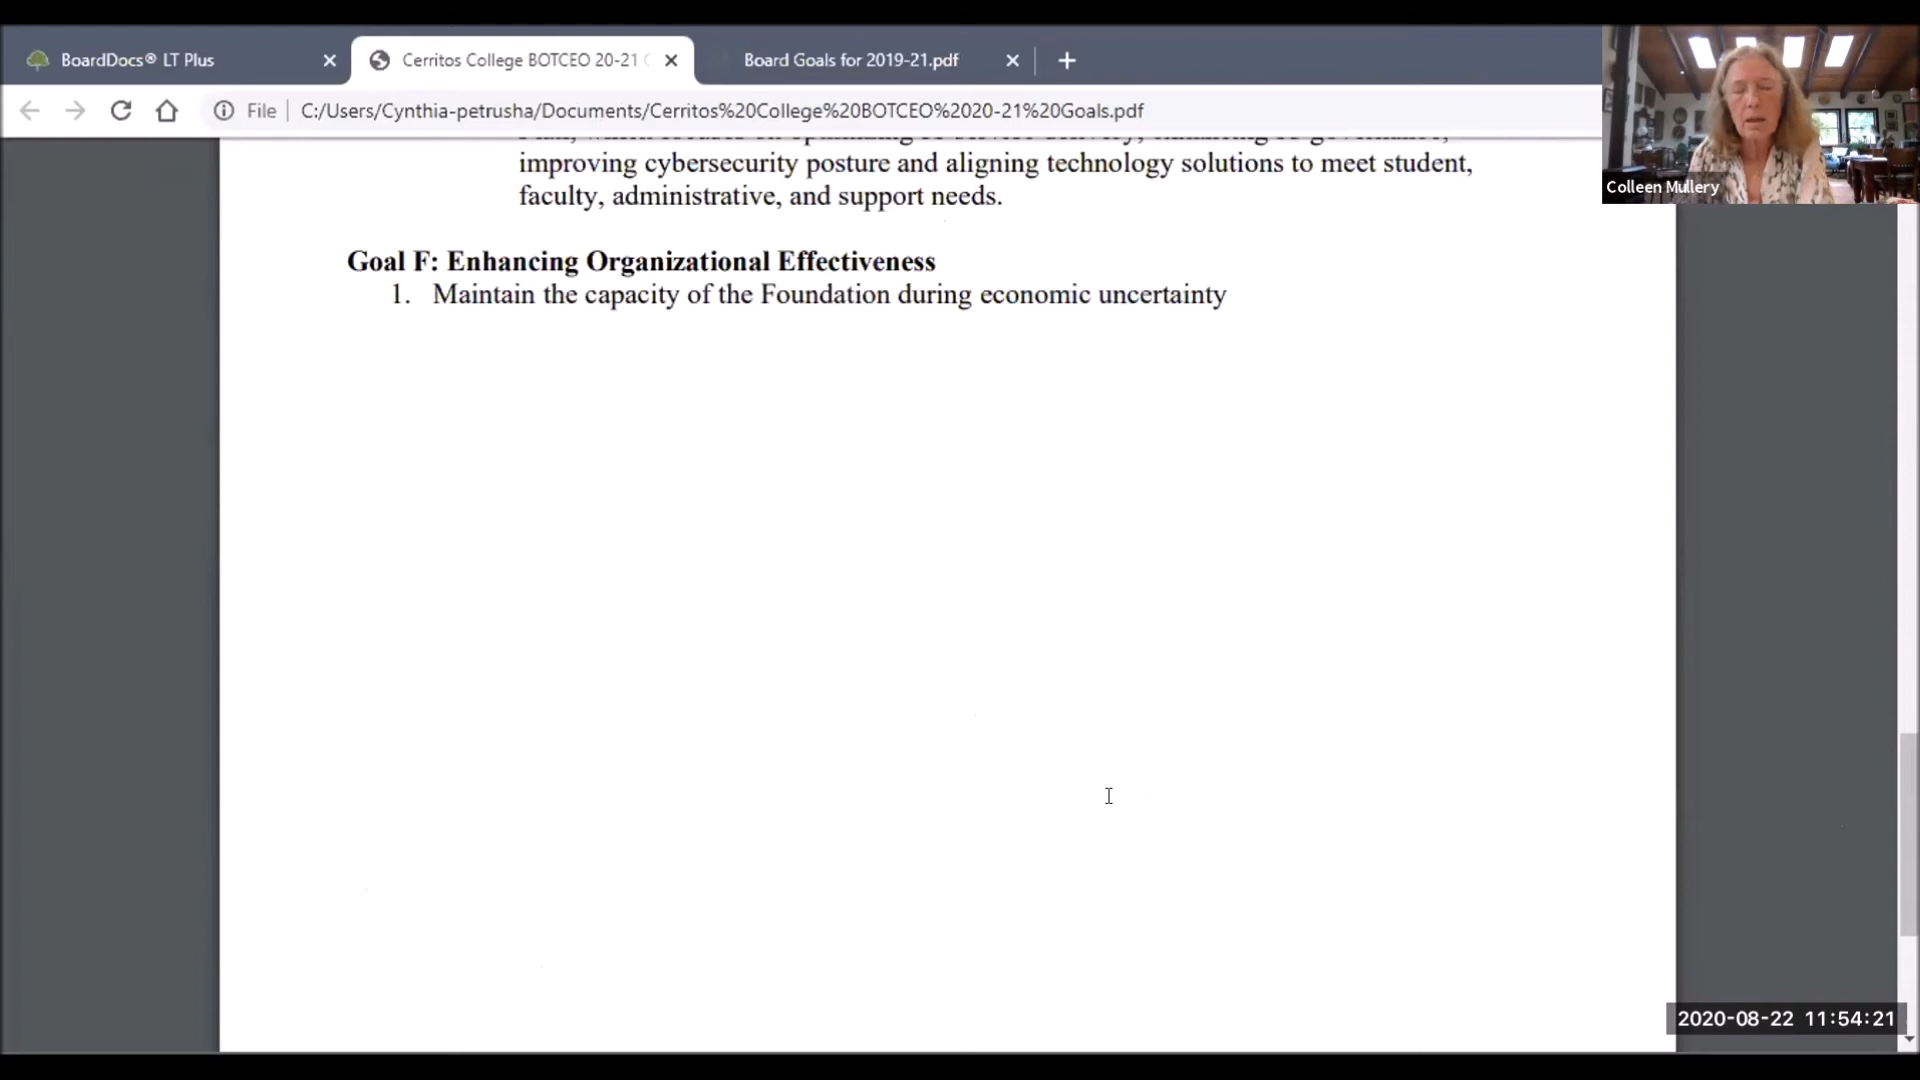 BoardDocs® LT Plus
Cerritos College BOTCEO 20-21
Board Goals for 2019-21.pdf
File
C:/Users/Cynthia-petrusha/Documents/Cerritos%20College%20BOTCEO%2020-21%20Goals.pdf
Colleen Mullery
improving cybersecurity posture and aligning technology solutions to meet student,
faculty, administrative, and support needs.
Goal F: Enhancing Organizational Effectiveness
1. Maintain the capacity of the Foundation during economic uncertainty
2020-08-22 11:54:21